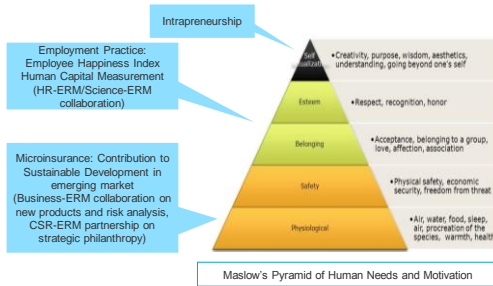 Intrapreneurship
Employment Practice:
Employee Happiness Index
Human Capital Measurement
(HR-ERM/Science-ERM
collaboration)
Microinsurance: Contribution to
Sustainable Development in
emerging market
(Business-ERM collaboration on
new products and risk analysis,
CSR-ERM partnership on
strategic philanthropy)
Self
•Creativity, purpose, wisdom, aesthetics,
understanding, going beyond one's self
Esteem
•Respect, recognition, honor
Belonging
•Acceptance, belonging to a group,
love, affection, association
Safety
•Physical safety, economic
security, freedom from threat
Physiological
•Air, water, food, sleep,
air, procreation of the
species, warmth, health
Maslow's Pyramid of Human Needs and Motivation